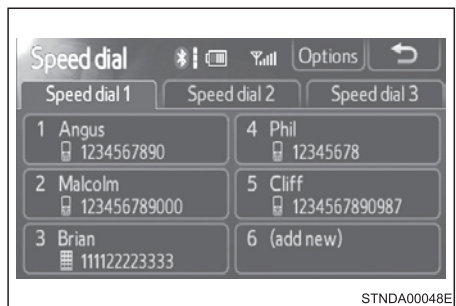 Speed dial Options
Speed dial 1 Speed dial 2 Speed dial 3
1 Angus
1234567890
4 Phil
12345678
2 Malcolm
123456789000
5 Cliff
1234567890987
3 Brian
111122223333
6 (add new)
STNDA00048E